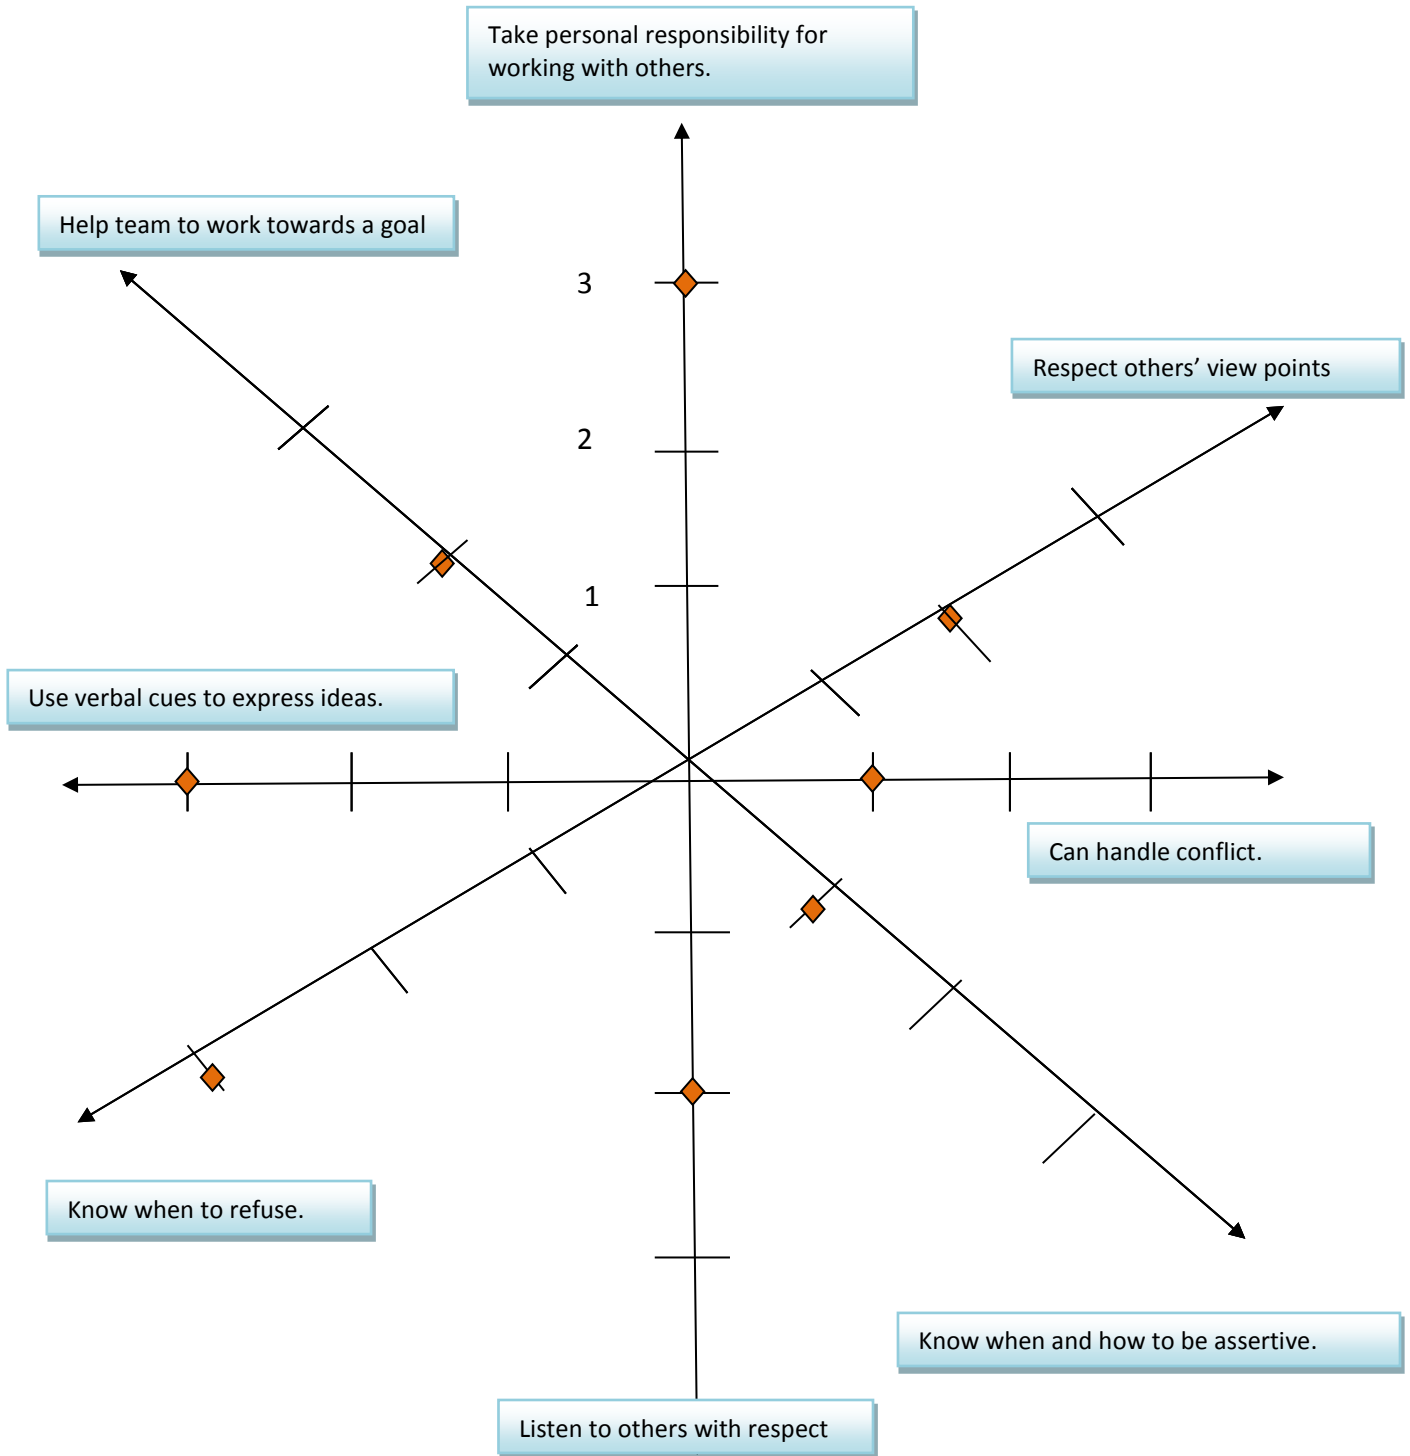 Take personal responsibility for
working with others.
Help team to work towards a goal
3
Respect others’ view points
2
1
Use verbal cues to express ideas.
Can handle conflict.
Know when to refuse.
Know when and how to be assertive.
Listen to others with respect